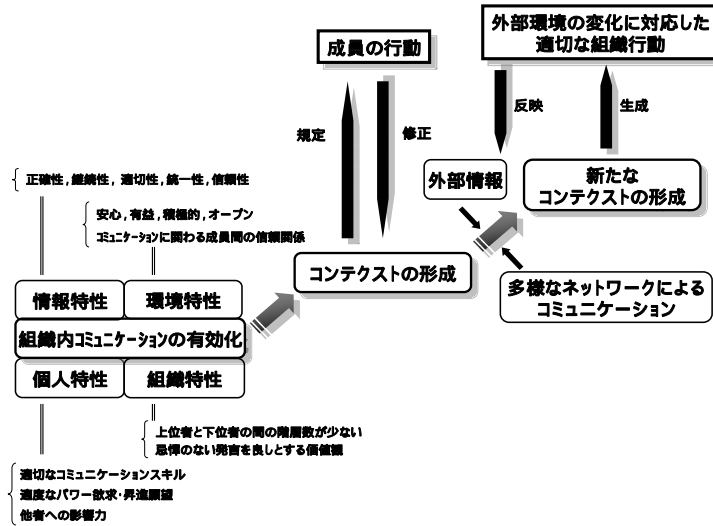 外部環境の変化に対応した
適切な組織行動
成員の行動
反映
生成
規定
修正
正確性,継続性, 適切性,統一性,信頼性
外部情報
新たな
コンテクストの形成
安心,有益,積極的,オープン
コミュニケーションに関わる成員間の信頼関係
コンテクストの形成
多様なネットワークによる
コミュニケーション
情報特性
環境特性
組織内コミュニケーションの有効化
個人特性
組織特性
上位者と下位者の間の階層数が少ない
忌憚のない発言を良しとする価値観
適切なコミュニケーションスキル
適度なパワー欲求・昇進願望
他者への影響力